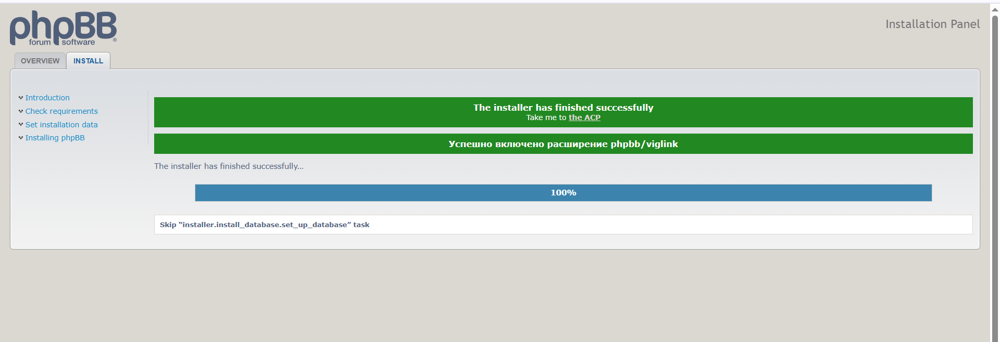 phpBB®
forum software
Installation Panel
OVERVIEW
INSTALL
Introduction
Check requirements
Set installation data
Installing phpBB
The installer has finished successfully
Take me to the ACP
Успешно включено расширение phpbb/viglink
The installer has finished successfully...
100%
Skip “installer.install_database.set_up_database” task